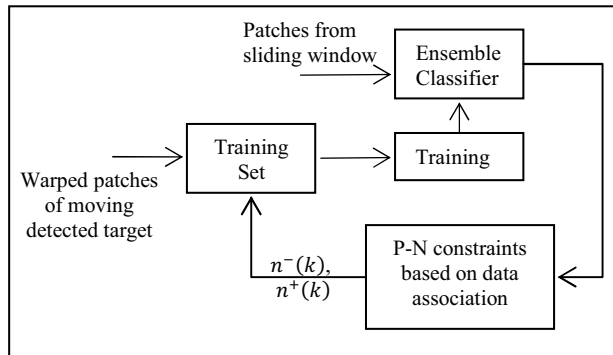 Patches from
sliding window
Ensemble
Classifier
Training
Set
Training
Warped patches
of moving
detected target
P-N constraints
based on data
association
n⁻(k),
n⁺(k)